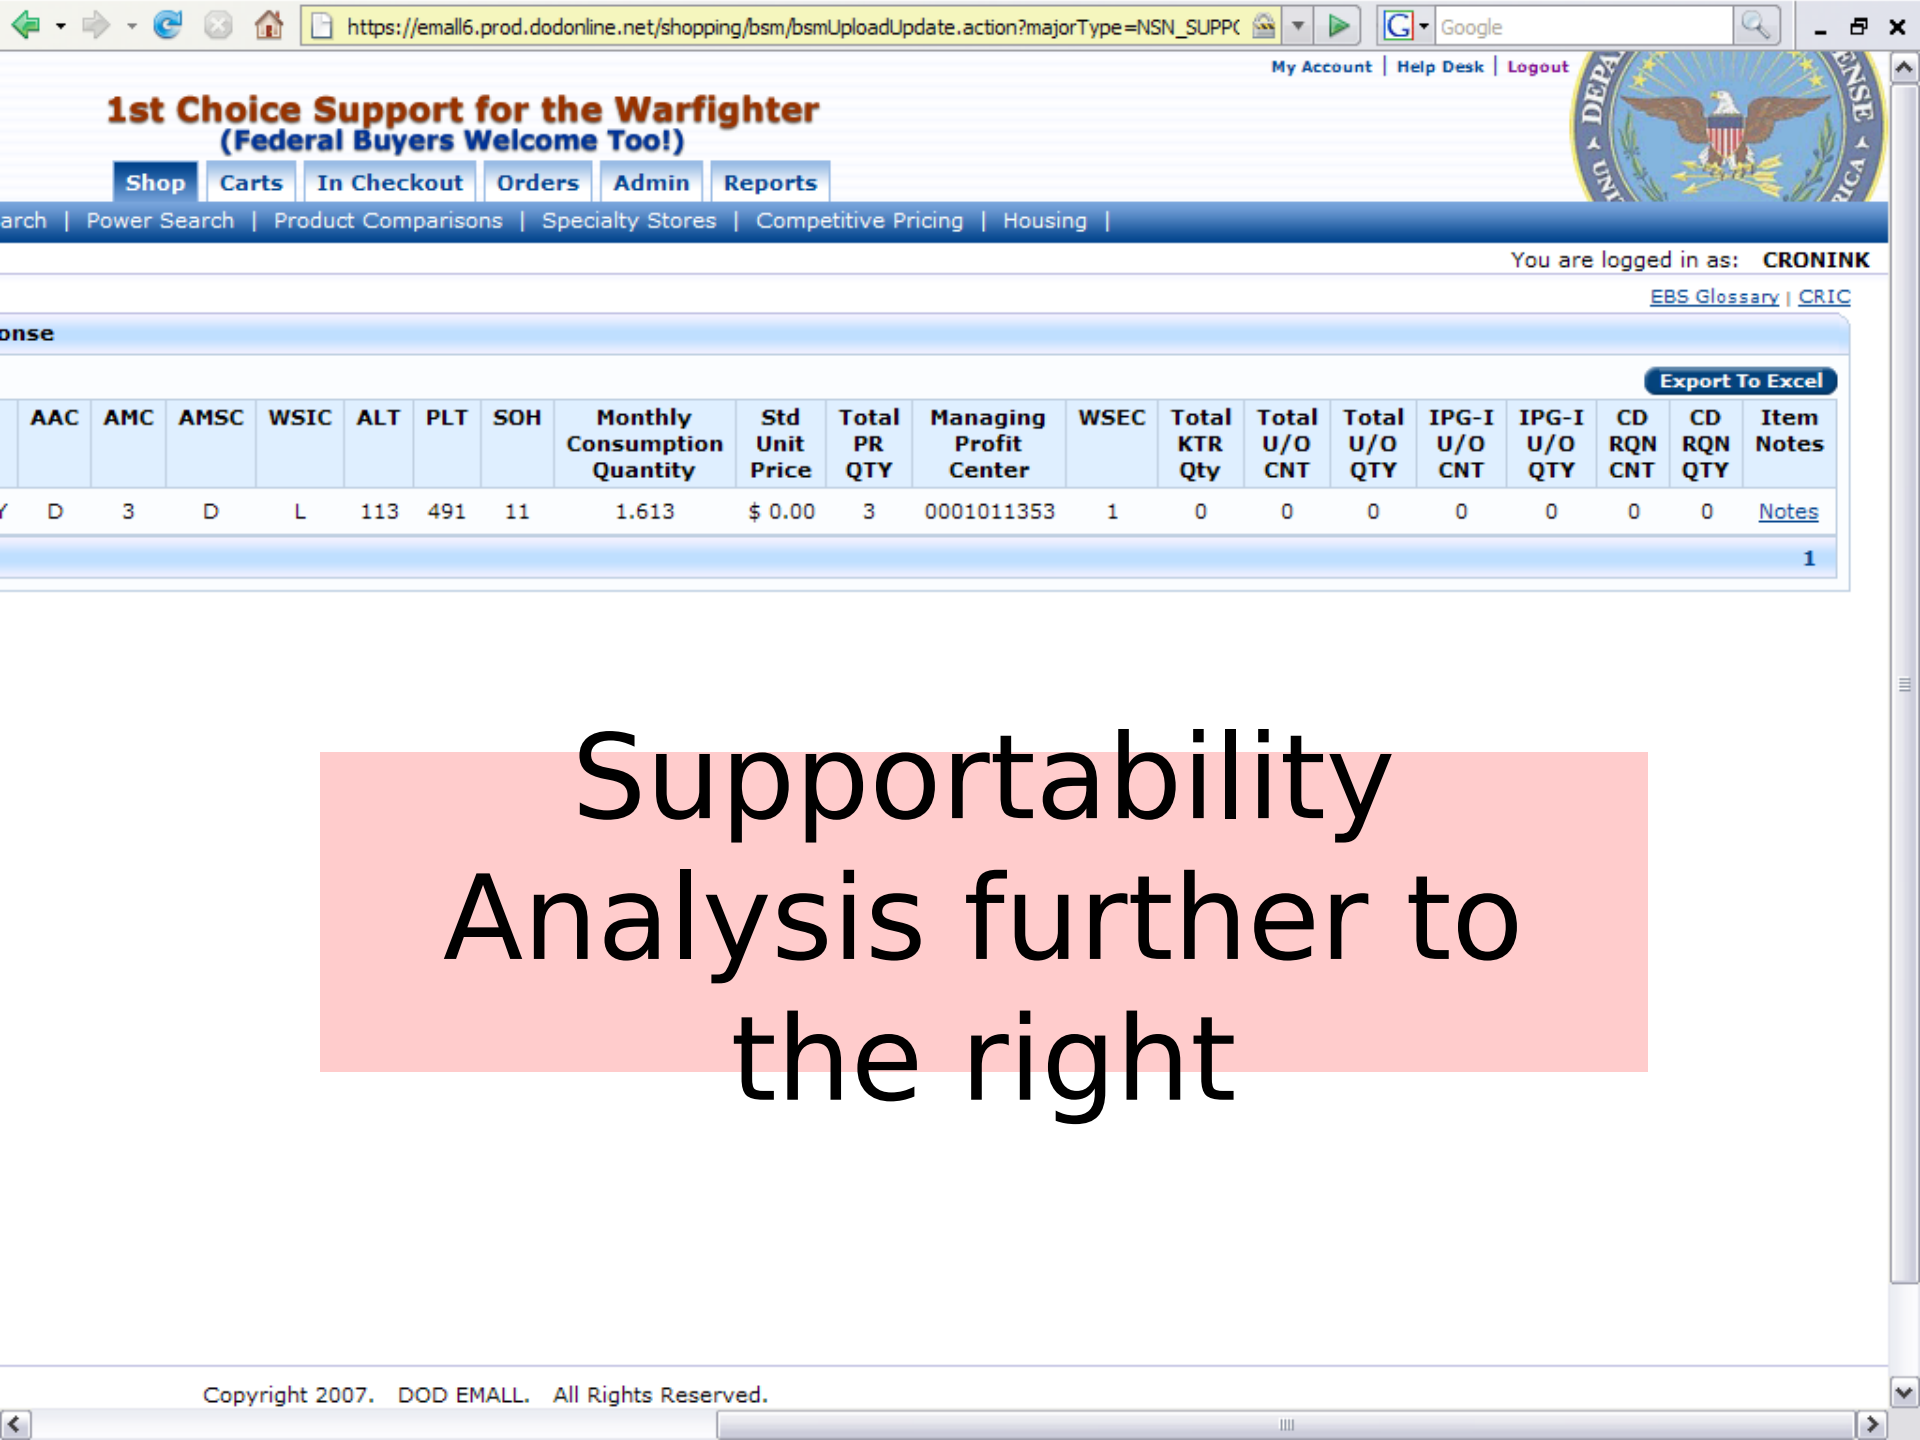 https://emall6.prod.dodonline.net/shopping/bsm/bsmUploadUpdate.action?majorType=NSN_SUPP
G Google
My Account | Help Desk | Logout
1st Choice Support for the Warfighter
(Federal Buyers Welcome Too!)
Shop Carts In Checkout Orders Admin Reports
arch | Power Search | Product Comparisons | Specialty Stores | Competitive Pricing | Housing |
You are logged in as: CRONINK
EBS Glossary | CRIC
onse
Export To Excel
AAC AMC AMSC WSIC ALT PLT SOH Monthly Consumption Quantity Std Unit Price Total PR QTY Managing Profit Center WSEC Total KTR Qty Total U/O CNT Total U/O QTY IPG-I U/O CNT IPG-I U/O QTY CD RQN CNT CD RQN QTY Item Notes
D 3 D L 113 491 11 1.613 $ 0.00 3 0001011353 1 0 0 0 0 0 0 0 Notes
1
Supportability
Analysis further to
the right
Copyright 2007. DOD EMALL. All Rights Reserved.